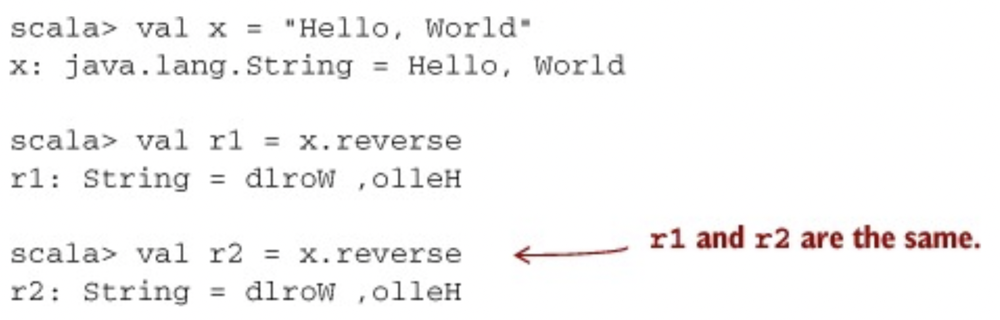 scala> val x = "Hello, World"
x: java.lang.String = Hello, World
scala> val r1 = x.reverse
r1: String = dlroW ,olleH
scala> val r2 = x.reverse
r1 and r2 are the same.
r2: String = dlroW ,olleH